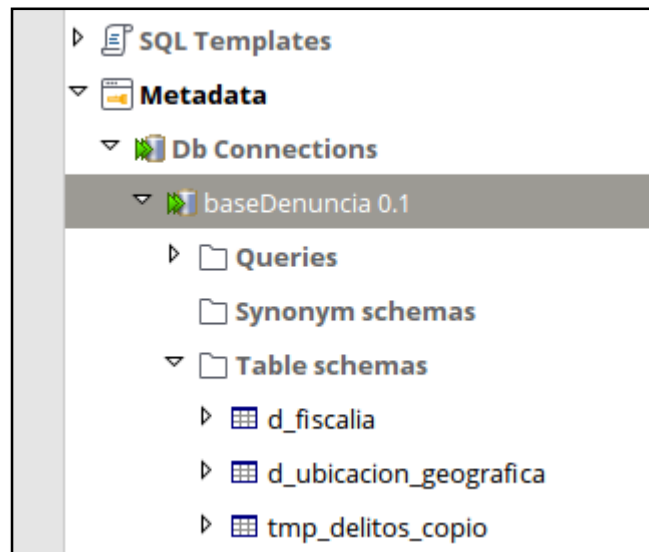 SQL Templates
Metadata
Db Connections
baseDenuncia 0.1
Queries
Synonym schemas
Table schemas
d_fiscalia
d_ubicacion_geografica
tmp_delitos_copio